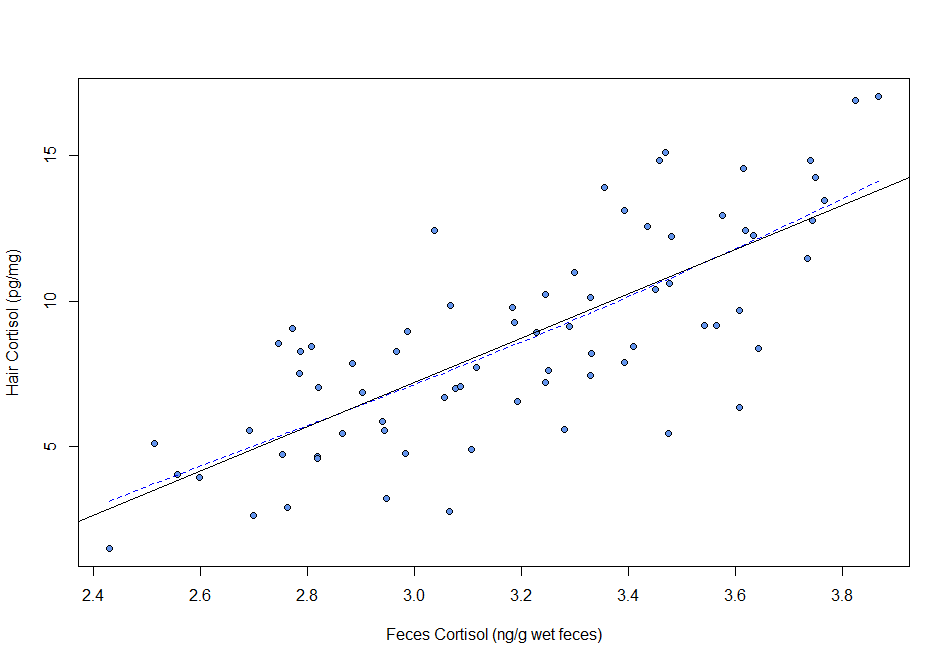 15
10
5
Hair Cortisol (pg/mg)
2.4 2.6 2.8 3.0 3.2 3.4 3.6 3.8
Feces Cortisol (ng/g wet feces)